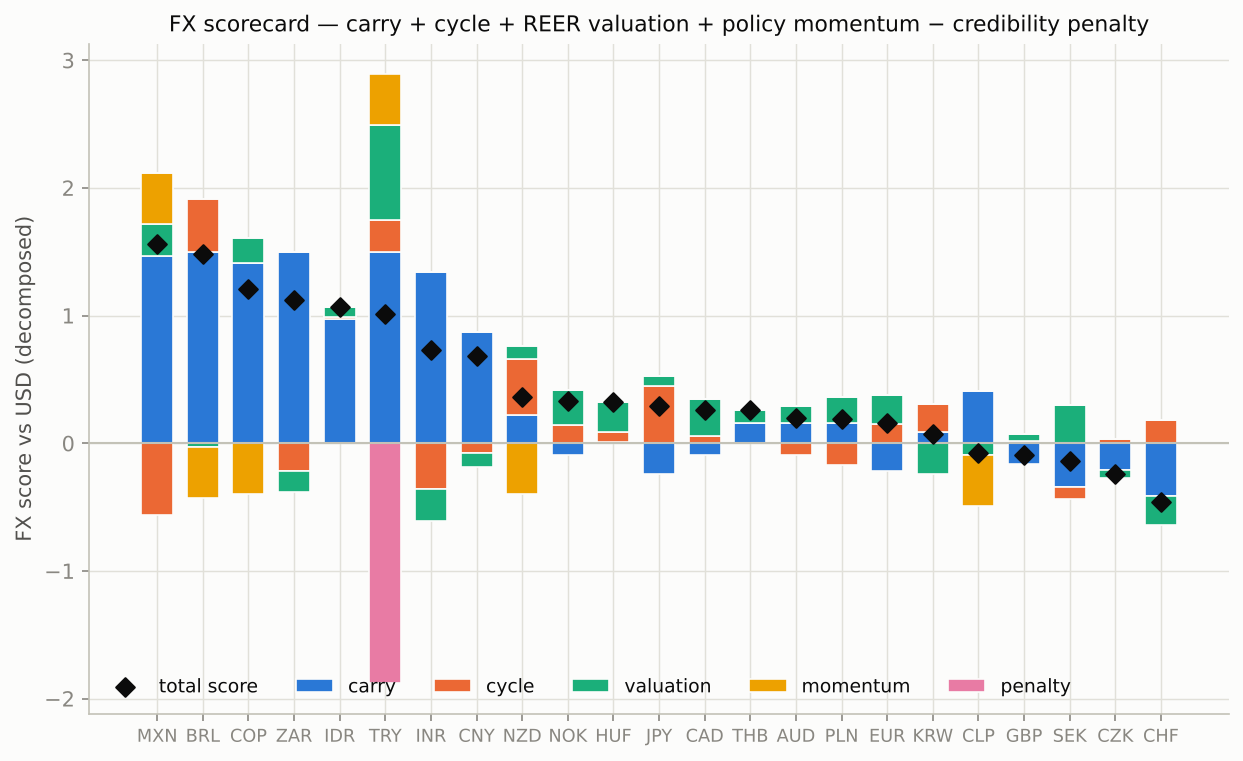 FX scorecard — carry + cycle + REER valuation + policy momentum − credibility penalty
FX score vs USD (decomposed)
3
2
1
0
−1
−2
total score carry cycle valuation momentum penalty
MXN BRL COP ZAR IDR TRY INR CNY NZD NOK HUF JPY CAD THB AUD PLN EUR KRW CLP GBP SEK CZK CHF